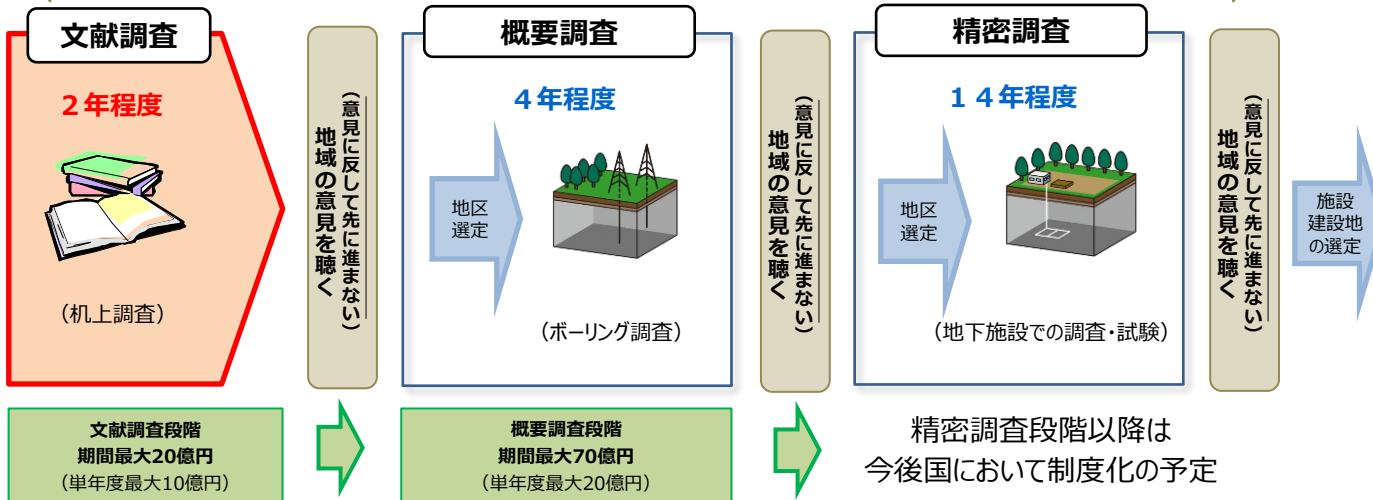 文献調査
２年程度
（机上調査）
地域の意見を聴く
（意見に反して先に進まない）
概要調査
４年程度
地区
選定
（ボーリング調査）
地域の意見を聴く
（意見に反して先に進まない）
精密調査
１４年程度
地区
選定
（地下施設での調査・試験）
地域の意見を聴く
（意見に反して先に進まない）
施設
建設地
の選定
文献調査段階
期間最大20億円
（単年度最大10億円）
概要調査段階
期間最大70億円
（単年度最大20億円）
精密調査段階以降は
今後国において制度化の予定